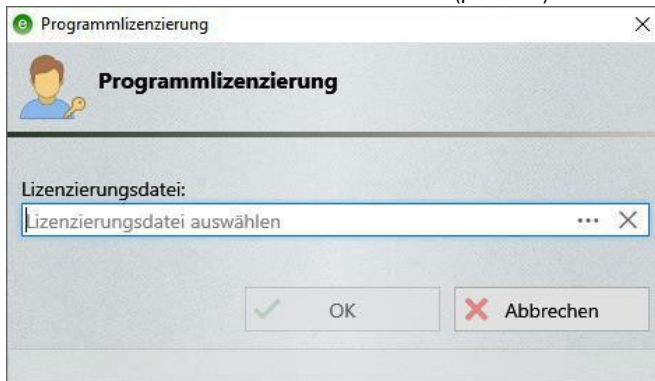 Programmlizenzierung
Programmlizenzierung
Lizenzierungsdatei:
Lizenzierungsdatei auswählen ...
OK Abbrechen